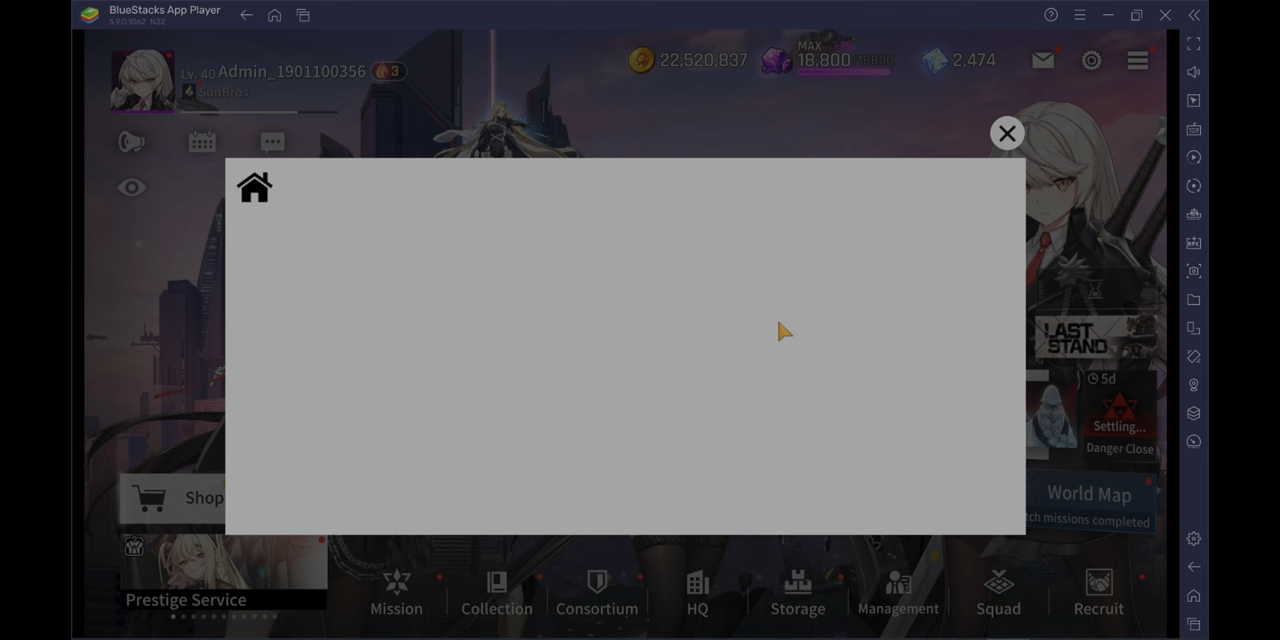 BlueStacks App Player
5.9.0.1062 N32
Lv. 40 Admin_1901100356
3
SunBros
22,520,837
MAX
18,800/18800
2,474
LAST
STAND
5d
Settling...
Danger Close
Shop
World Map
tch missions completed
Prestige Service
Mission
Collection
Consortium
HQ
Storage
Management
Squad
Recruit